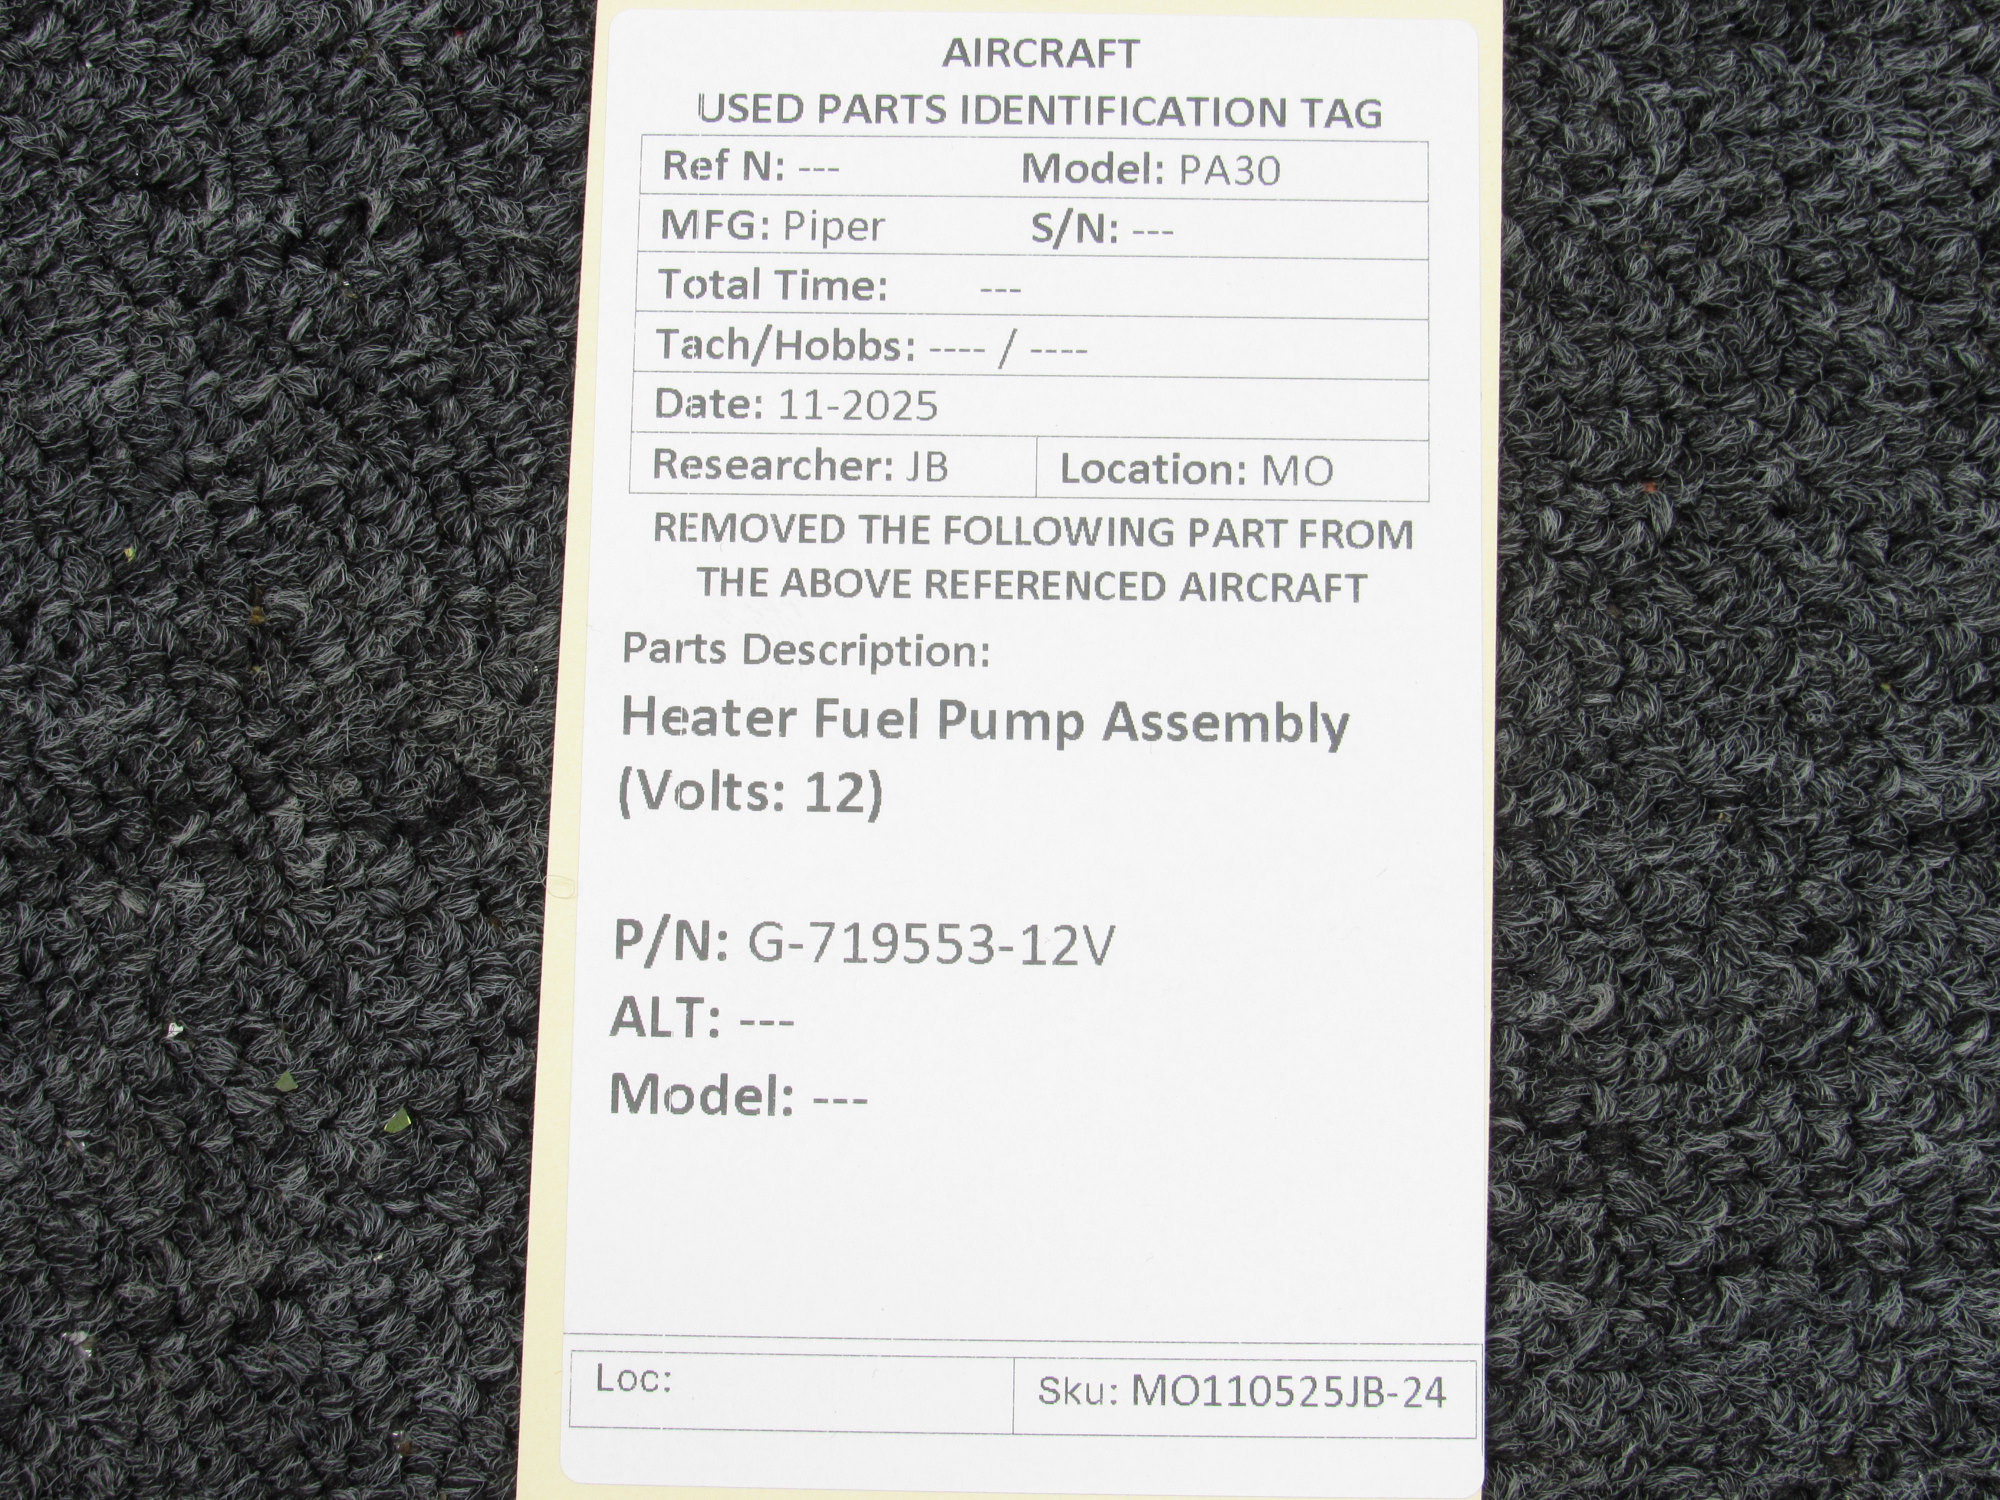 AIRCRAFT
USED PARTS IDENTIFICATION TAG
Ref N: --- Model: PA30
MFG: Piper S/N: ---
Total Time: ---
Tach/Hobbs: ---- / ----
Date: 11-2025
Researcher: JB Location: MO
REMOVED THE FOLLOWING PART FROM
THE ABOVE REFERENCED AIRCRAFT
Parts Description:
Heater Fuel Pump Assembly
(Volts: 12)
P/N: G-719553-12V
ALT: ---
Model: ---
Loc: Sku: MO110525JB-24